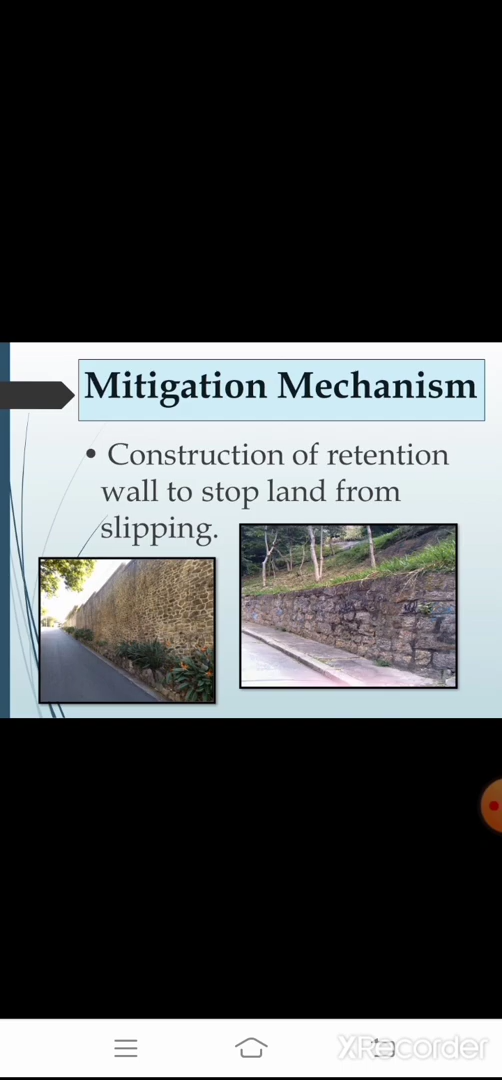 Mitigation Mechanism
• Construction of retention
wall to stop land from
slipping.
XRecorder